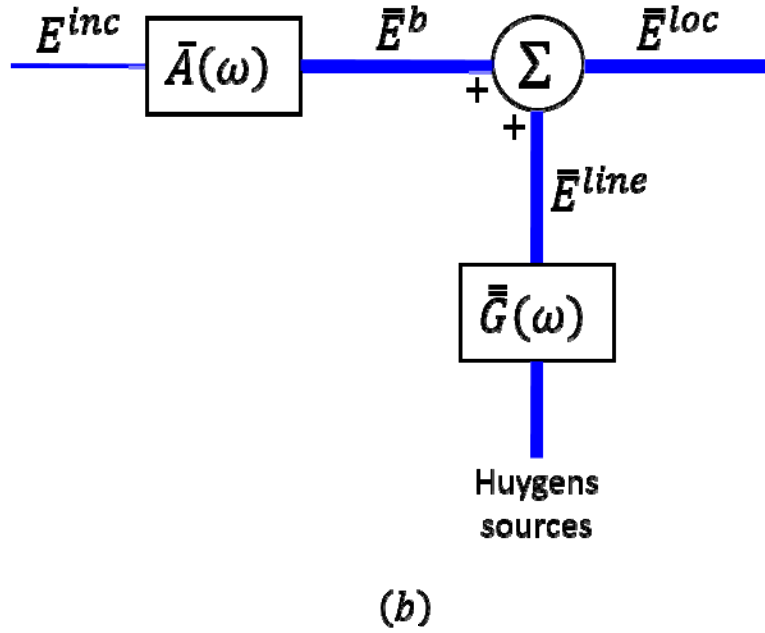 E^{inc}
Ā(ω)
Ē^{b}
Σ
Ē^{loc}
+
+
E̿^{line}
G̿(ω)
Huygens
sources
(b)